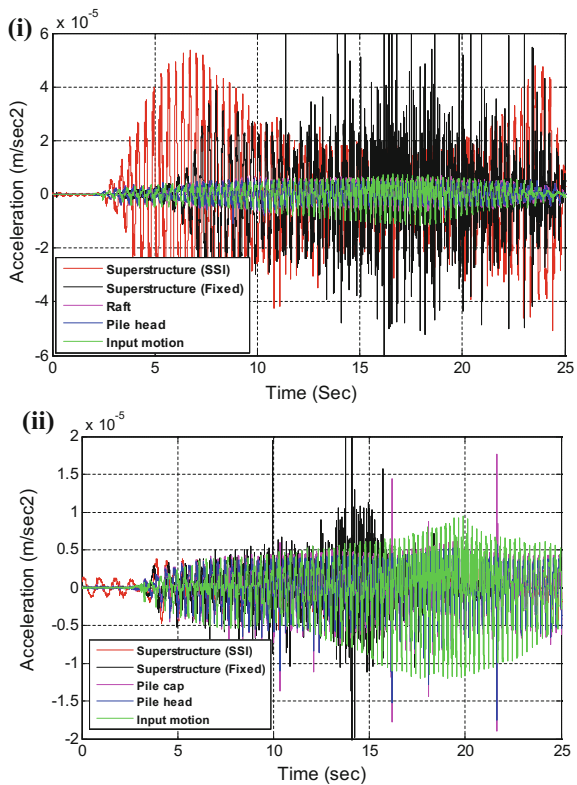 (i)
x 10⁻⁵
6
4
2
0
-2
-4
-6
Acceleration (m/sec2)
Superstructure (SSI)
Superstructure (Fixed)
Raft
Pile head
Input motion
0 5 10 15 20 25
Time (Sec)
(ii)
x 10⁻⁵
2
1.5
1
0.5
0
-0.5
-1
-1.5
-2
Acceleration (m/sec2)
Superstructure (SSI)
Superstructure (Fixed)
Pile cap
Pile head
Input motion
0 5 10 15 20 25
Time (sec)